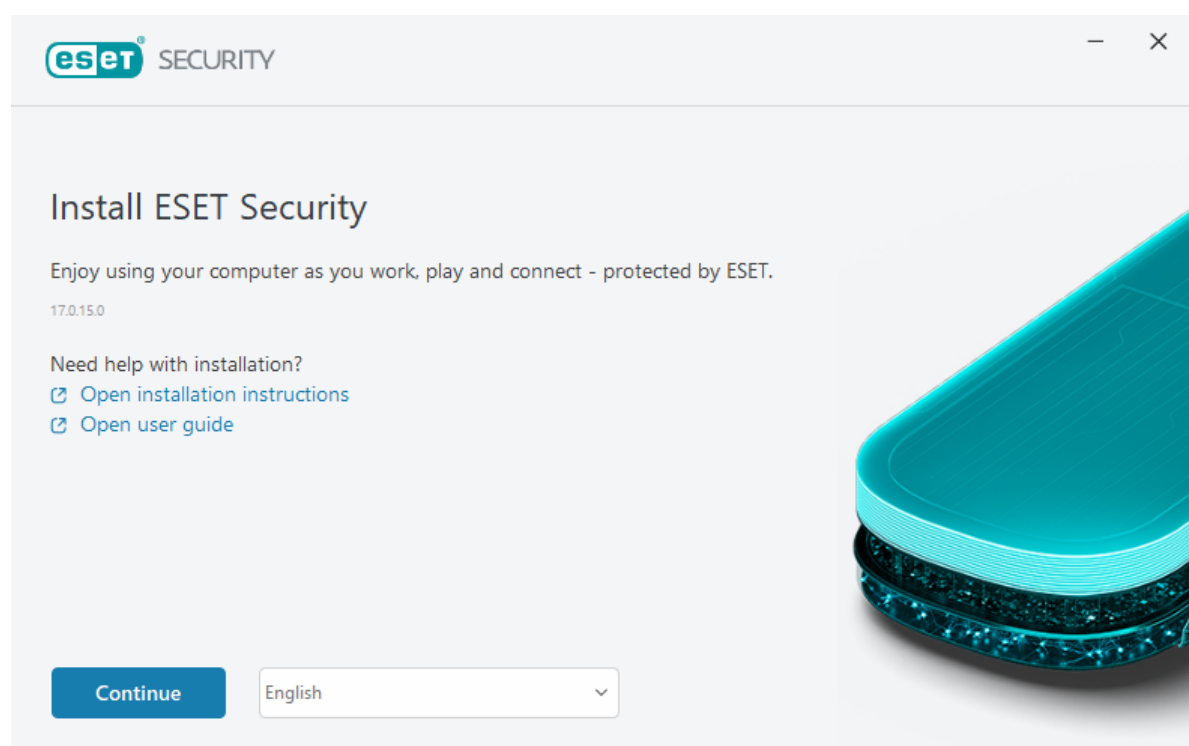 eset® SECURITY
Install ESET Security
Enjoy using your computer as you work, play and connect - protected by ESET.
17.0.15.0
Need help with installation?
Open installation instructions
Open user guide
Continue
English